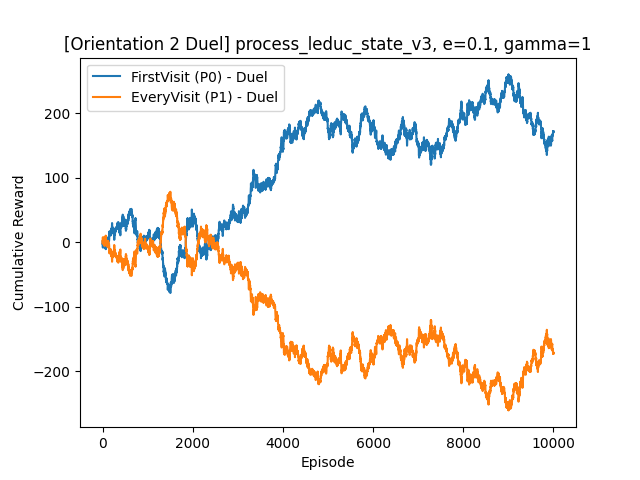 [Orientation 2 Duel] process_leduc_state_v3, e=0.1, gamma=1
FirstVisit (P0) - Duel
EveryVisit (P1) - Duel
Cumulative Reward
200
100
0
−100
−200
0
2000
4000
6000
8000
10000
Episode